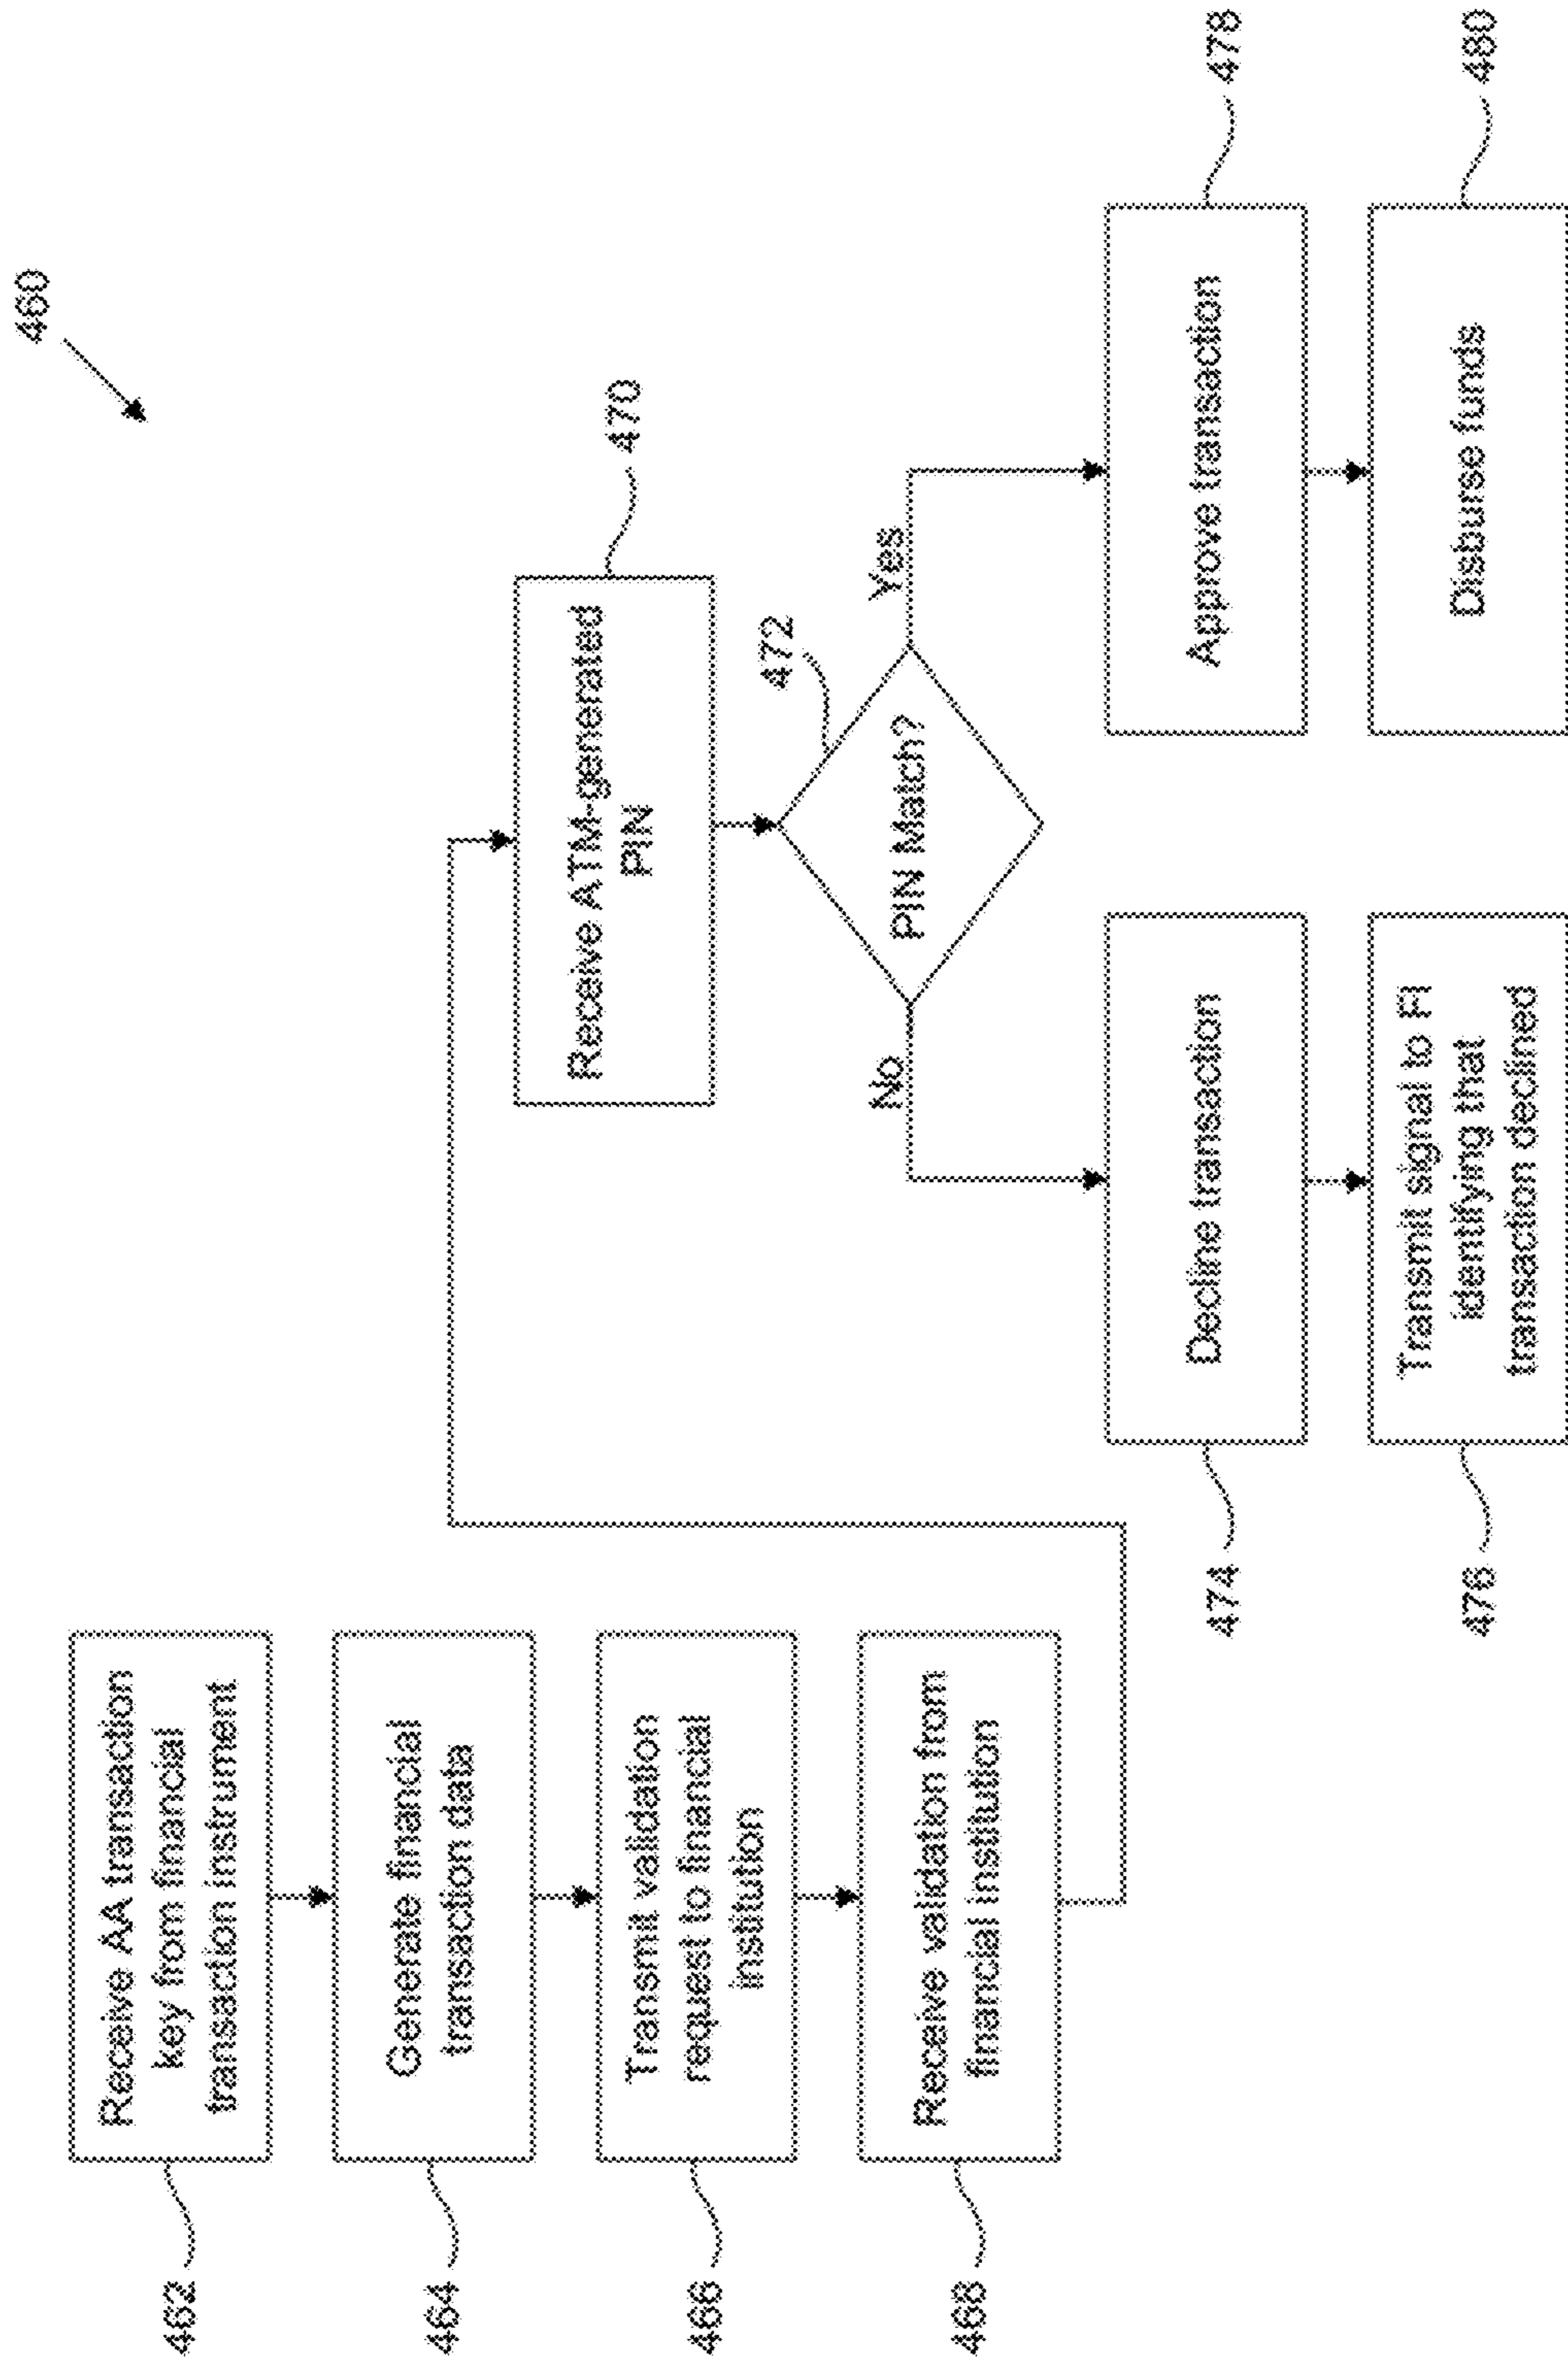 460
462
Receive AA transaction
key from financial
transaction instrument
464
Generate financial
transaction data
466
Transmit validation
request to financial
institution
468
Receive validation from
financial institution
470
Receive ATM-generated
PIN
472
PIN Match?
No
Yes
474
Decline transaction
476
Transmit signal to FI
identifying that
transaction declined
478
Approve transaction
480
Disburse funds